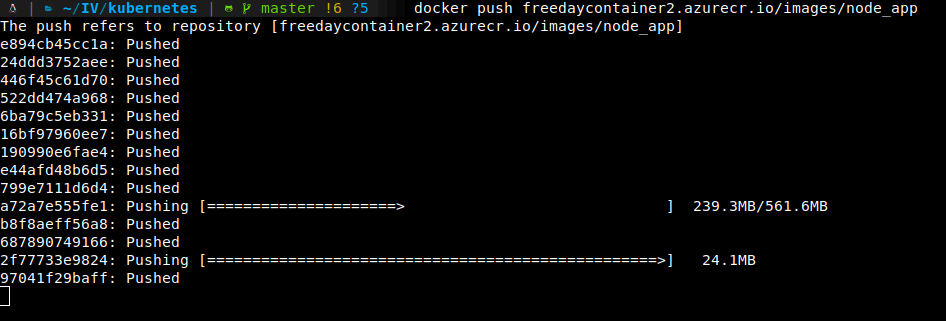 ~/IV/kubernetes | master !6 ?5 docker push freedaycontainer2.azurecr.io/images/node_app
The push refers to repository [freedaycontainer2.azurecr.io/images/node_app]
e894cb45cc1a: Pushed
24ddd3752aee: Pushed
446f45c61d70: Pushed
522dd474a968: Pushed
6ba79c5eb331: Pushed
16bf97960ee7: Pushed
190990e6fae4: Pushed
e44afd48b6d5: Pushed
799e7111d6d4: Pushed
a72a7e555fe1: Pushing [=====================>                             ]  239.3MB/561.6MB
b8f8aeff56a8: Pushed
687890749166: Pushed
2f77733e9824: Pushing [==================================================>]   24.1MB
97041f29baff: Pushed